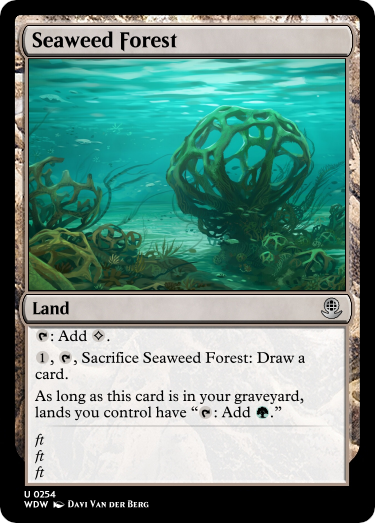 Seaweed Forest
Land
: Add .
1, , Sacrifice Seaweed Forest: Draw a
card.
As long as this card is in your graveyard,
lands you control have “: Add .”
ft
ft
ft
U 0254
WDW Davi Van der Berg